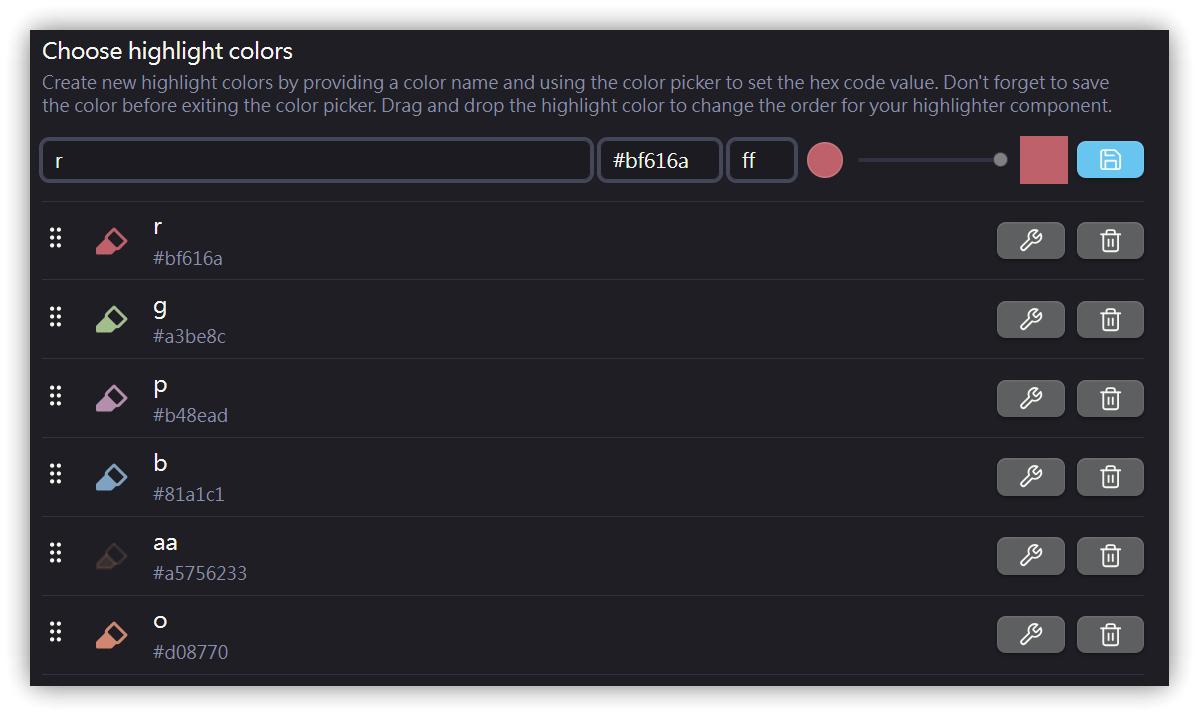 Choose highlight colors
Create new highlight colors by providing a color name and using the color picker to set the hex code value. Don't forget to save
the color before exiting the color picker. Drag and drop the highlight color to change the order for your highlighter component.
r #bf616a ff
r
#bf616a
g
#a3be8c
p
#b48ead
b
#81a1c1
aa
#a5756233
o
#d08770